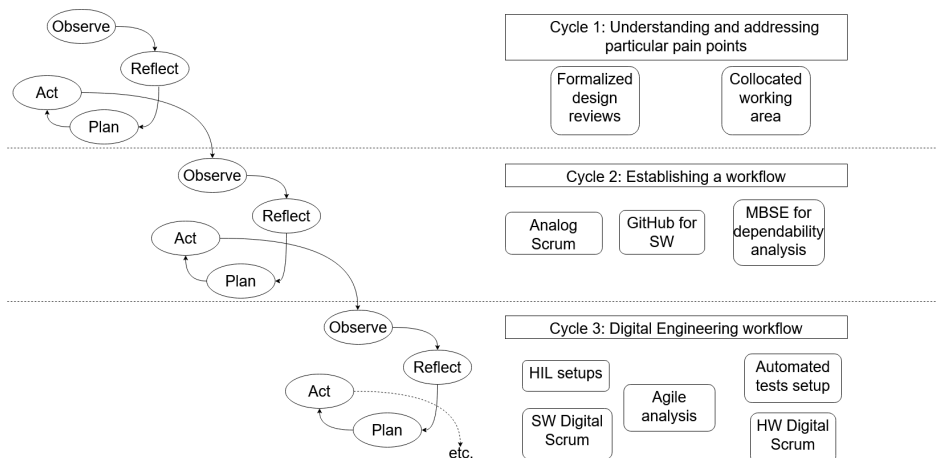 Observe
Reflect
Act
Plan
Cycle 1: Understanding and addressing
particular pain points
Formalized
design
reviews
Collocated
working
area
Observe
Reflect
Act
Plan
Cycle 2: Establishing a workflow
Analog
Scrum
GitHub for
SW
MBSE for
dependability
analysis
Observe
Reflect
Act
Plan
etc.
Cycle 3: Digital Engineering workflow
HIL setups
Automated
tests setup
Agile
analysis
SW Digital
Scrum
HW Digital
Scrum